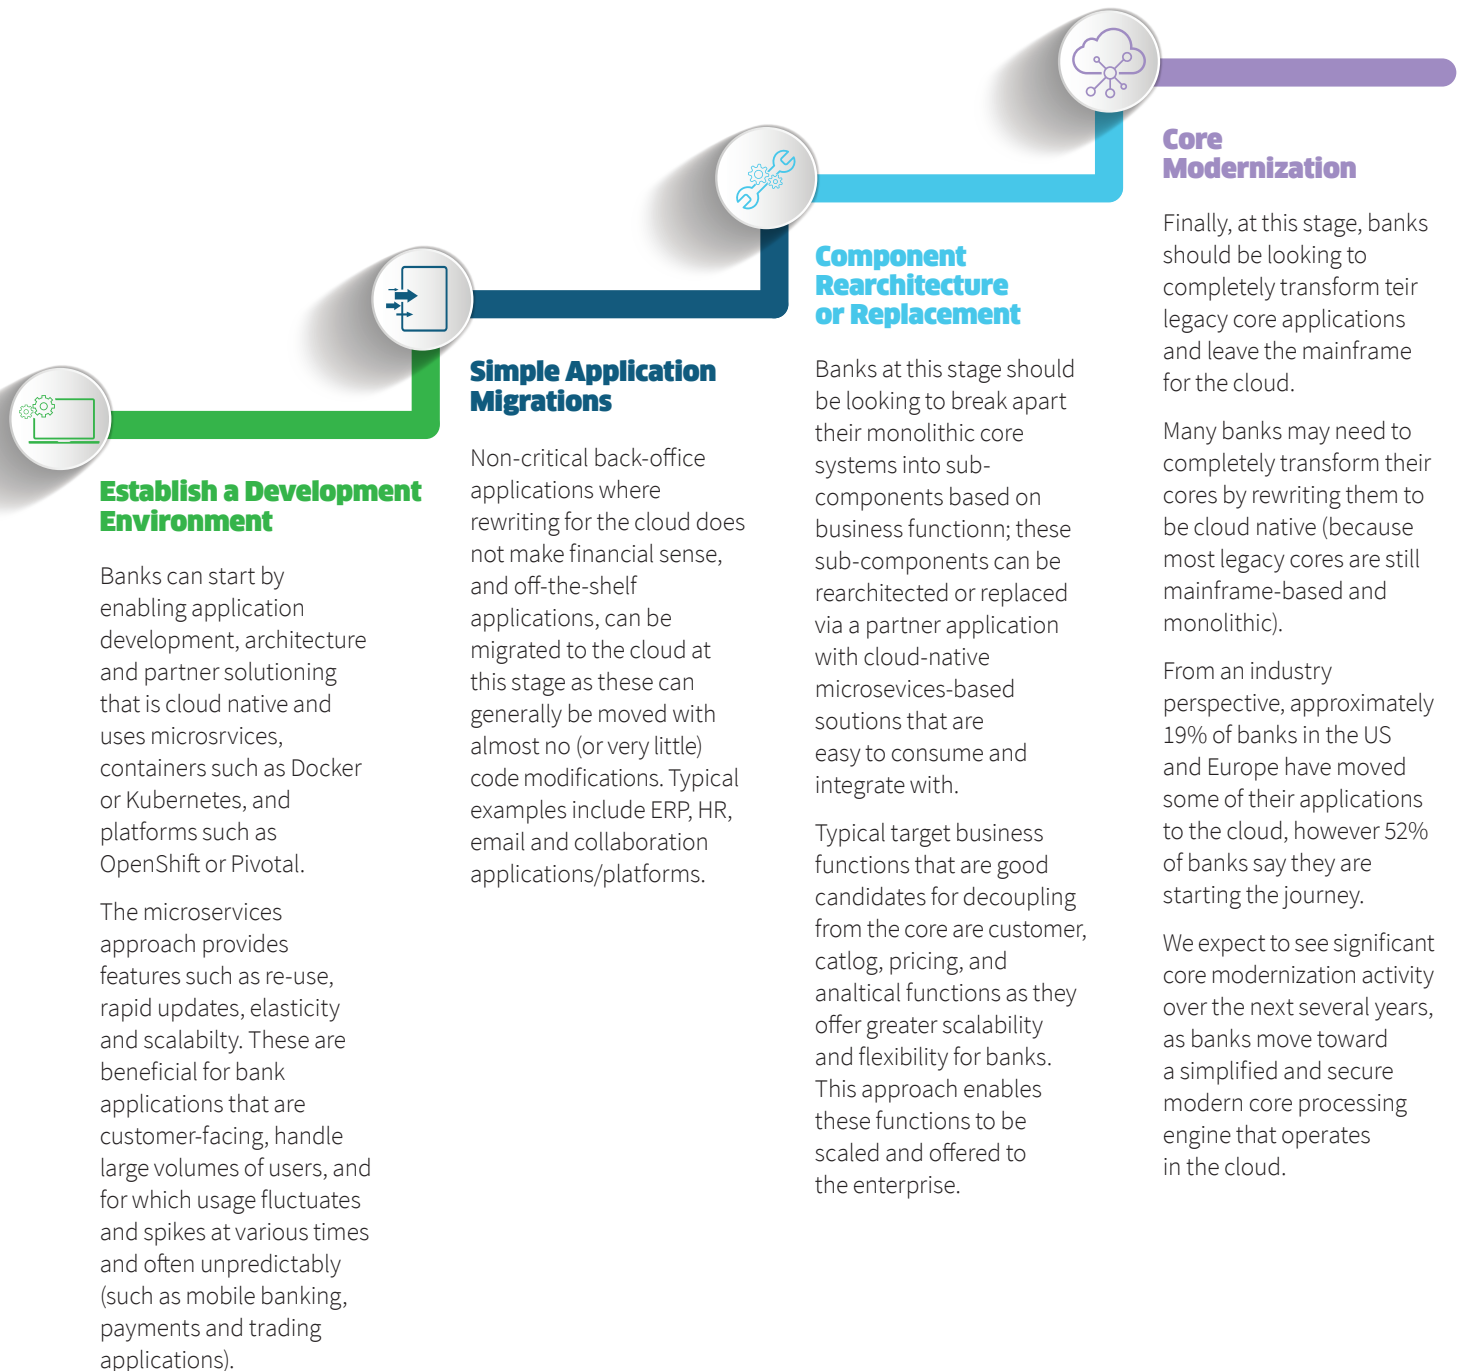 Establish a Development
Environment
Banks can start by
enabling application
development, architecture
and partner solutioning
that is cloud native and
uses microsrvices,
containers such as Docker
or Kubernetes, and
platforms such as
OpenShift or Pivotal.
The microservices
approach provides
features such as re-use,
rapid updates, elasticity
and scalabilty. These are
beneficial for bank
applications that are
customer-facing, handle
large volumes of users, and
for which usage fluctuates
and spikes at various times
and often unpredictably
(such as mobile banking,
payments and trading
applications).
Simple Application
Migrations
Non-critical back-office
applications where
rewriting for the cloud does
not make financial sense,
and off-the-shelf
applications, can be
migrated to the cloud at
this stage as these can
generally be moved with
almost no (or very little)
code modifications. Typical
examples include ERP, HR,
email and collaboration
applications/platforms.
Component
Rearchitecture
or Replacement
Banks at this stage should
be looking to break apart
their monolithic core
systems into sub-
components based on
business functionn; these
sub-components can be
rearchitected or replaced
via a partner application
with cloud-native
microsevices-based
soutions that are
easy to consume and
integrate with.
Typical target business
functions that are good
candidates for decoupling
from the core are customer,
catlog, pricing, and
analtical functions as they
offer greater scalability
and flexibility for banks.
This approach enables
these functions to be
scaled and offered to
the enterprise.
Core
Modernization
Finally, at this stage, banks
should be looking to
completely transform teir
legacy core applications
and leave the mainframe
for the cloud.
Many banks may need to
completely transform their
cores by rewriting them to
be cloud native (because
most legacy cores are still
mainframe-based and
monolithic).
From an industry
perspective, approximately
19% of banks in the US
and Europe have moved
some of their applications
to the cloud, however 52%
of banks say they are
starting the journey.
We expect to see significant
core modernization activity
over the next several years,
as banks move toward
a simplified and secure
modern core processing
engine that operates
in the cloud.